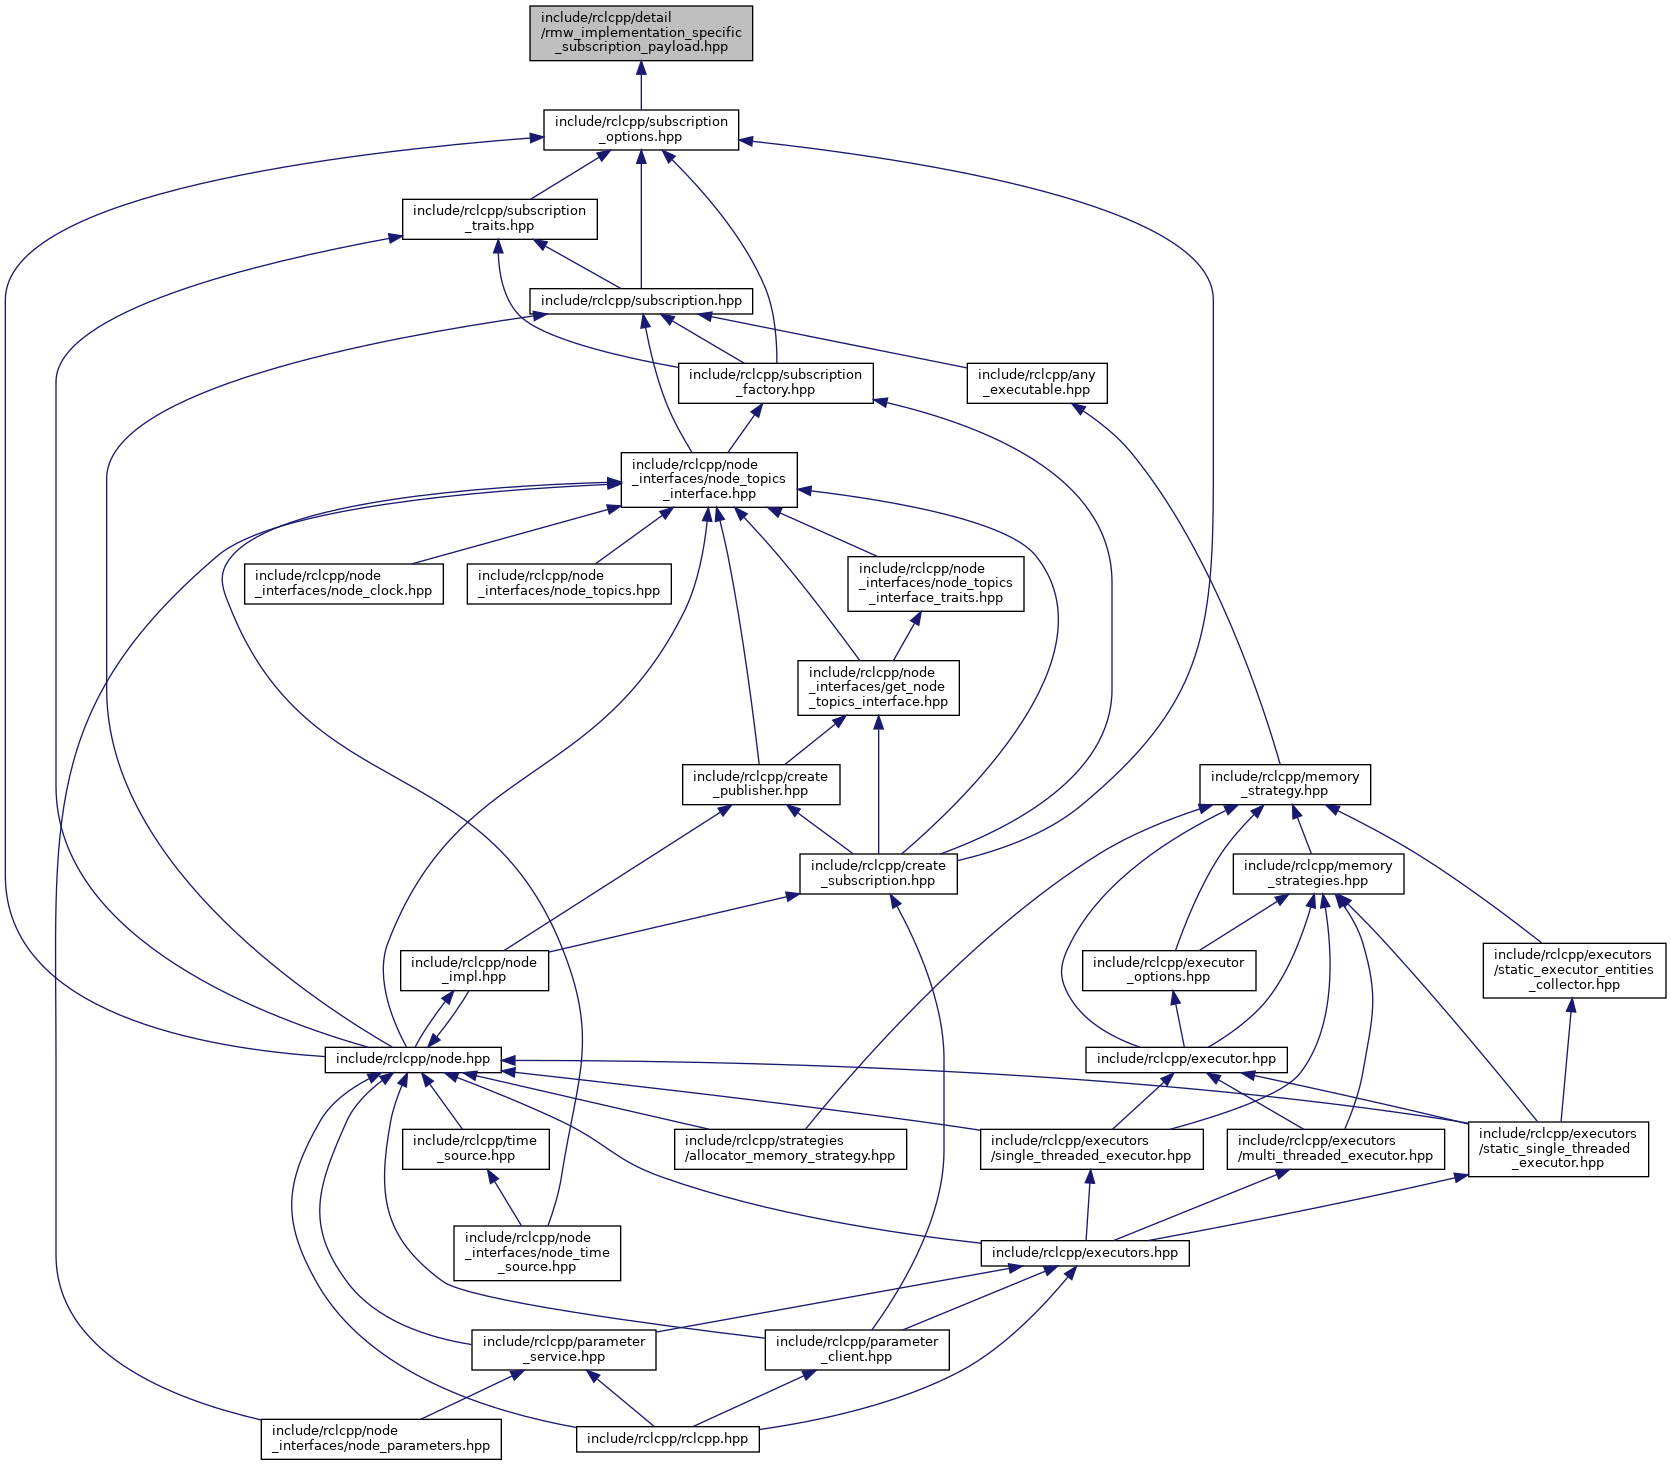 include/rclcpp/detail
/rmw_implementation_specific
_subscription_payload.hpp
include/rclcpp/subscription
_options.hpp
include/rclcpp/subscription
_traits.hpp
include/rclcpp/subscription.hpp
include/rclcpp/subscription
_factory.hpp
include/rclcpp/any
_executable.hpp
include/rclcpp/node
_interfaces/node_topics
_interface.hpp
include/rclcpp/node
_interfaces/node_clock.hpp
include/rclcpp/node
_interfaces/node_topics.hpp
include/rclcpp/node
_interfaces/node_topics
_interface_traits.hpp
include/rclcpp/node
_interfaces/get_node
_topics_interface.hpp
include/rclcpp/create
_publisher.hpp
include/rclcpp/memory
_strategy.hpp
include/rclcpp/create
_subscription.hpp
include/rclcpp/memory
_strategies.hpp
include/rclcpp/node
_impl.hpp
include/rclcpp/executor
_options.hpp
include/rclcpp/executors
/static_executor_entities
_collector.hpp
include/rclcpp/node.hpp
include/rclcpp/executor.hpp
include/rclcpp/time
_source.hpp
include/rclcpp/strategies
/allocator_memory_strategy.hpp
include/rclcpp/executors
/single_threaded_executor.hpp
include/rclcpp/executors
/multi_threaded_executor.hpp
include/rclcpp/executors
/static_single_threaded
_executor.hpp
include/rclcpp/node
_interfaces/node_time
_source.hpp
include/rclcpp/executors.hpp
include/rclcpp/parameter
_service.hpp
include/rclcpp/parameter
_client.hpp
include/rclcpp/node
_interfaces/node_parameters.hpp
include/rclcpp/rclcpp.hpp